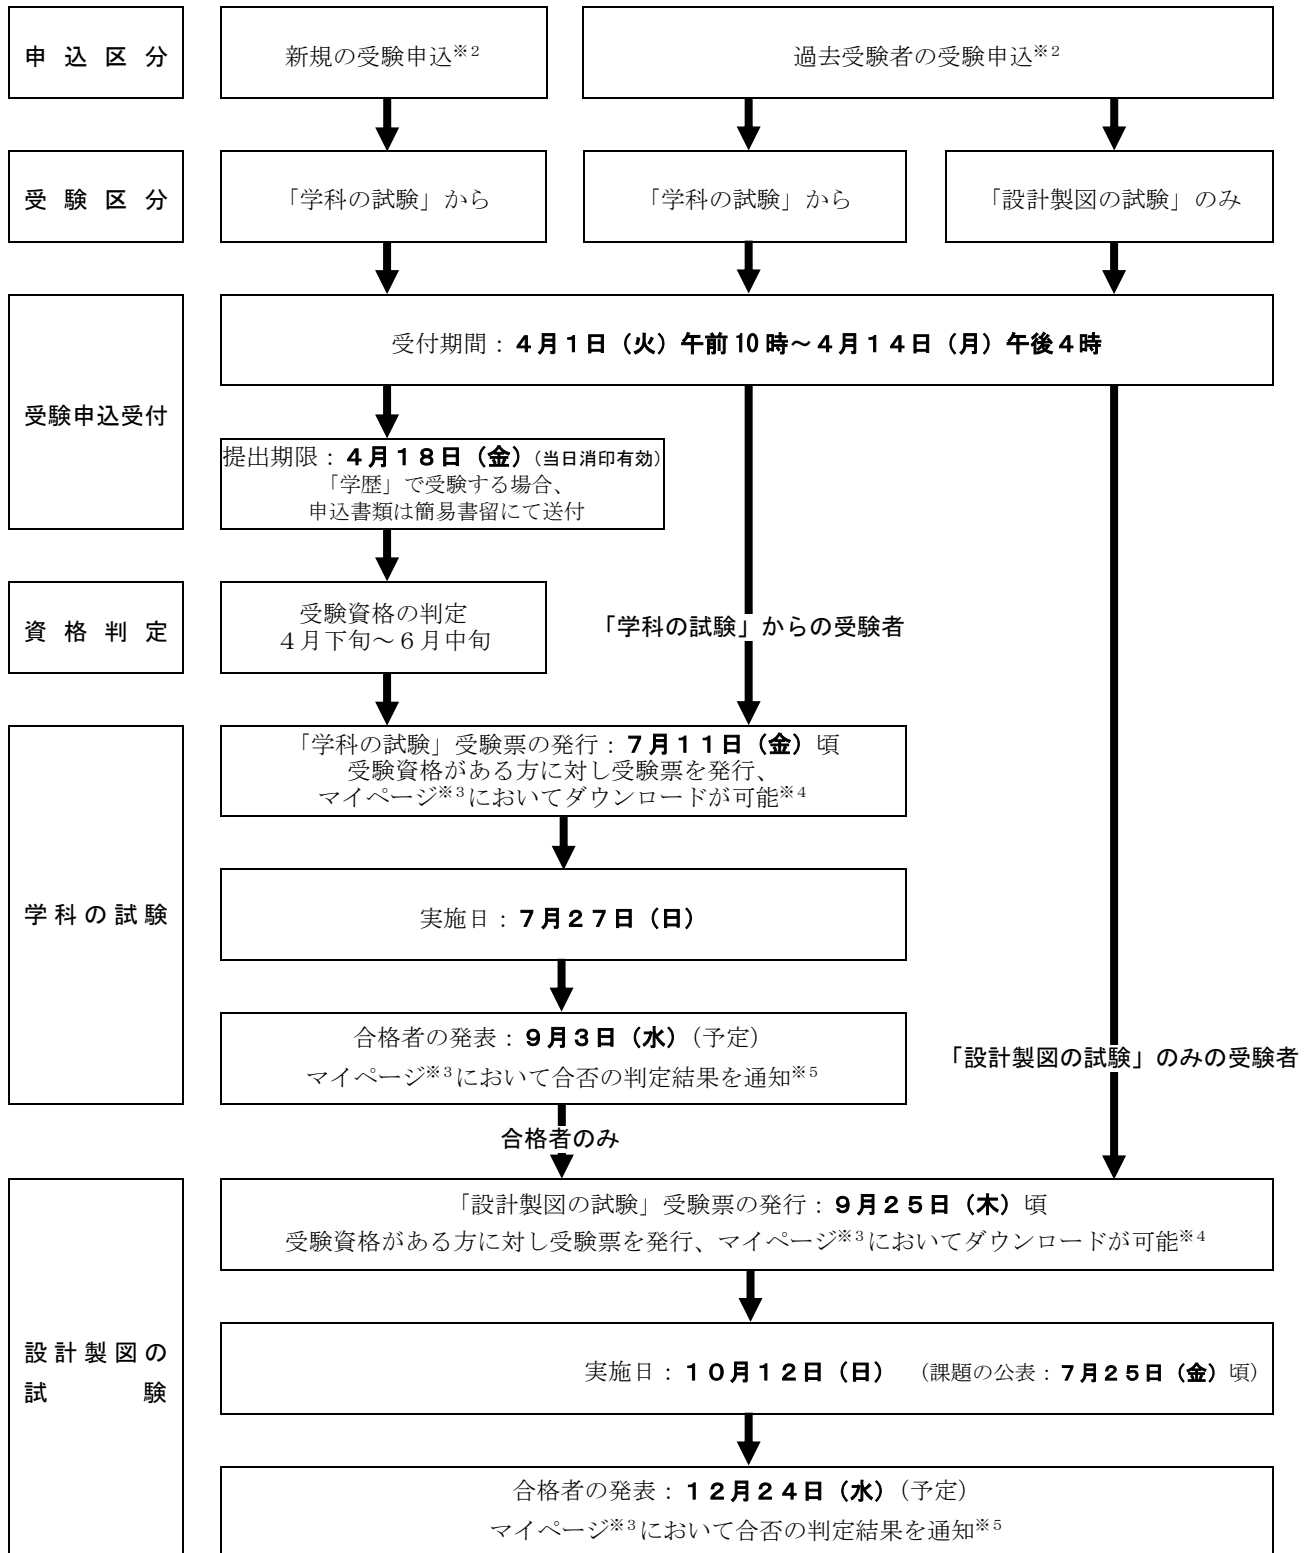 申込区分
新規の受験申込※2
過去受験者の受験申込※2
受験区分
「学科の試験」から
「学科の試験」から
「設計製図の試験」のみ
受験申込受付
受付期間：４月１日（火）午前10時～４月１４日（月）午後４時
提出期限：４月１８日（金）（当日消印有効）
「学歴」で受験する場合、
申込書類は簡易書留にて送付
資格判定
受験資格の判定
４月下旬～６月中旬
「学科の試験」からの受験者
学科の試験
「学科の試験」受験票の発行：７月１１日（金）頃
受験資格がある方に対し受験票を発行、
マイページ※3においてダウンロードが可能※4
実施日：７月２７日（日）
合格者の発表：９月３日（水）（予定）
マイページ※3において合否の判定結果を通知※5
「設計製図の試験」のみの受験者
合格者のみ
設計製図の
試験
「設計製図の試験」受験票の発行：９月２５日（木）頃
受験資格がある方に対し受験票を発行、マイページ※3においてダウンロードが可能※4
実施日：１０月１２日（日）　（課題の公表：７月２５日（金）頃）
合格者の発表：１２月２４日（水）（予定）
マイページ※3において合否の判定結果を通知※5